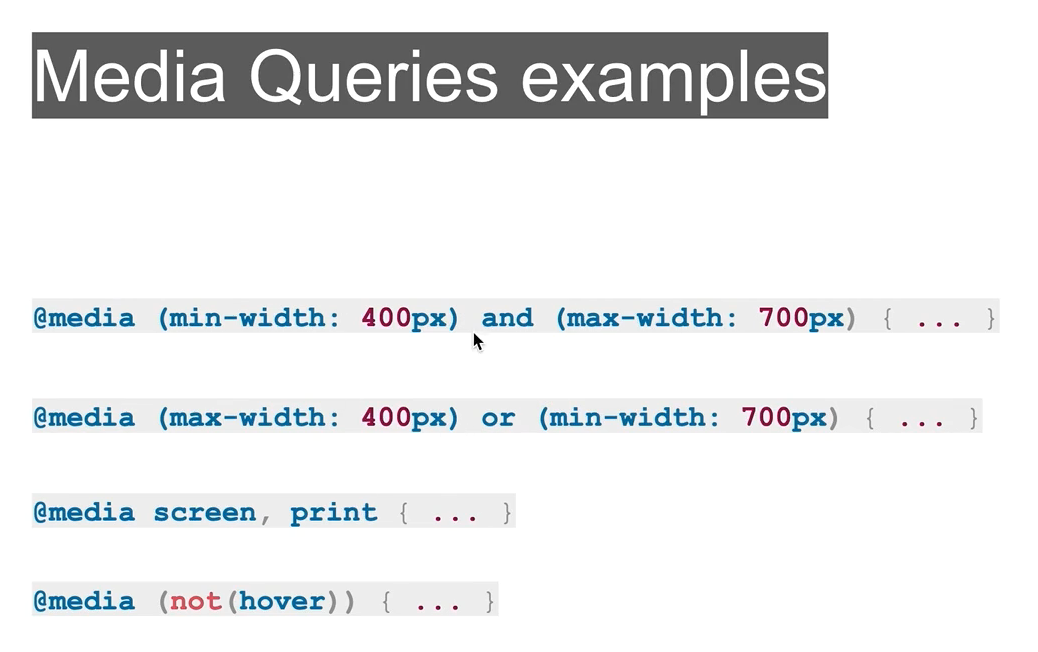 Media Queries examples
@media (min-width: 400px) and (max-width: 700px) { ... }
@media (max-width: 400px) or (min-width: 700px) { ... }
@media screen, print { ... }
@media (not(hover)) { ... }